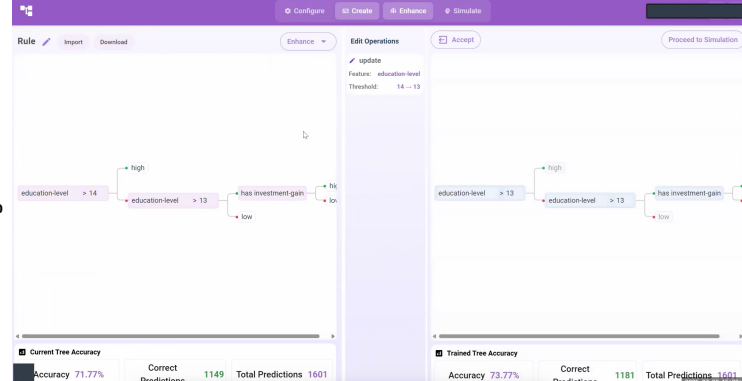 Configure Create Enhance Simulate
Rule Import Download Enhance
Edit Operations
Accept Proceed to Simulation
update
Feature: education-level
Threshold: 14 → 13
high
education-level > 14
education-level > 13
has investment-gain
low
high
education-level > 13
education-level > 13
has investment-gain
low
Current Tree Accuracy
Accuracy 71.77% Correct Predictions 1149 Total Predictions 1601
Trained Tree Accuracy
Accuracy 73.77% Correct Predictions 1181 Total Predictions 1601